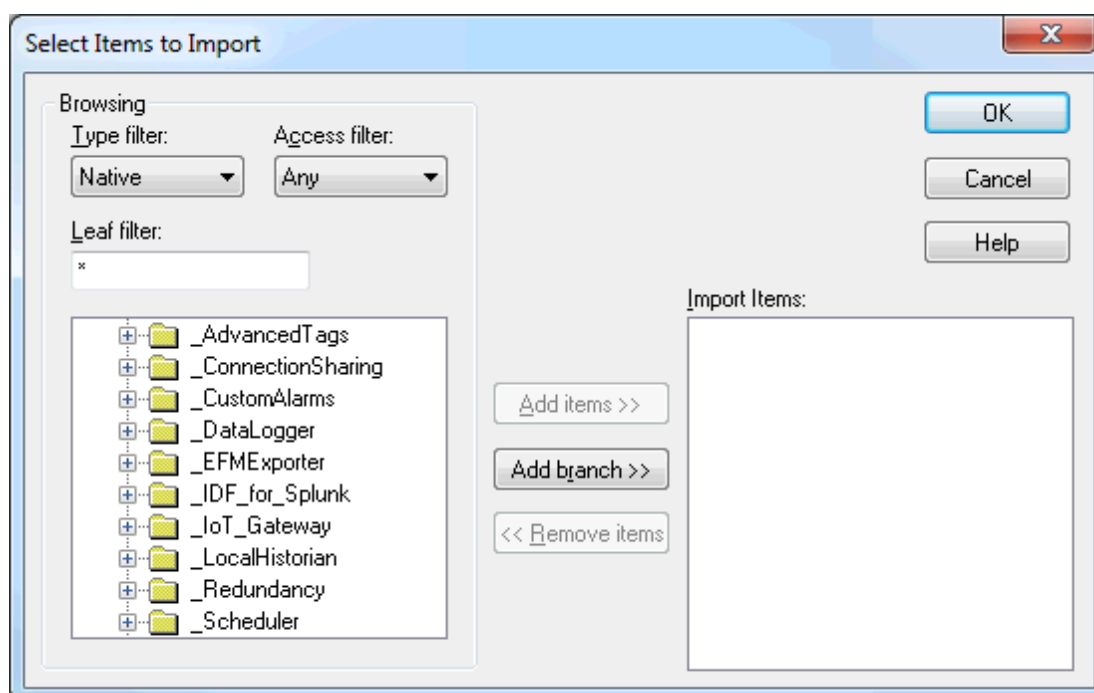 Select Items to Import
Browsing
Type filter:
Access filter:
Native
Any
Leaf filter:
*
_AdvancedTags
_ConnectionSharing
_CustomAlarms
_DataLogger
_EFMExporter
_IDF_for_Splunk
_IoT_Gateway
_LocalHistorian
_Redundancy
_Scheduler
Add items >>
Add branch >>
<< Remove items
OK
Cancel
Help
Import Items: